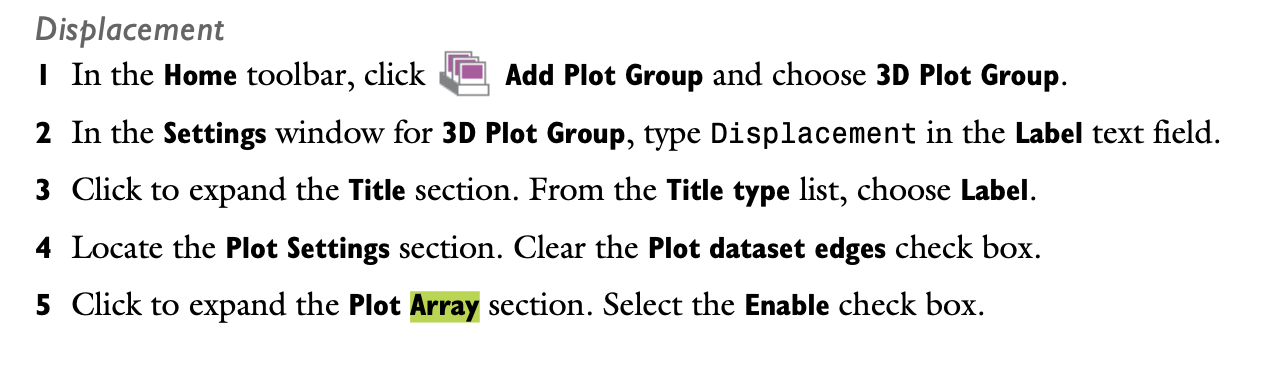 Displacement
1 In the Home toolbar, click Add Plot Group and choose 3D Plot Group.
2 In the Settings window for 3D Plot Group, type Displacement in the Label text field.
3 Click to expand the Title section. From the Title type list, choose Label.
4 Locate the Plot Settings section. Clear the Plot dataset edges check box.
5 Click to expand the Plot Array section. Select the Enable check box.